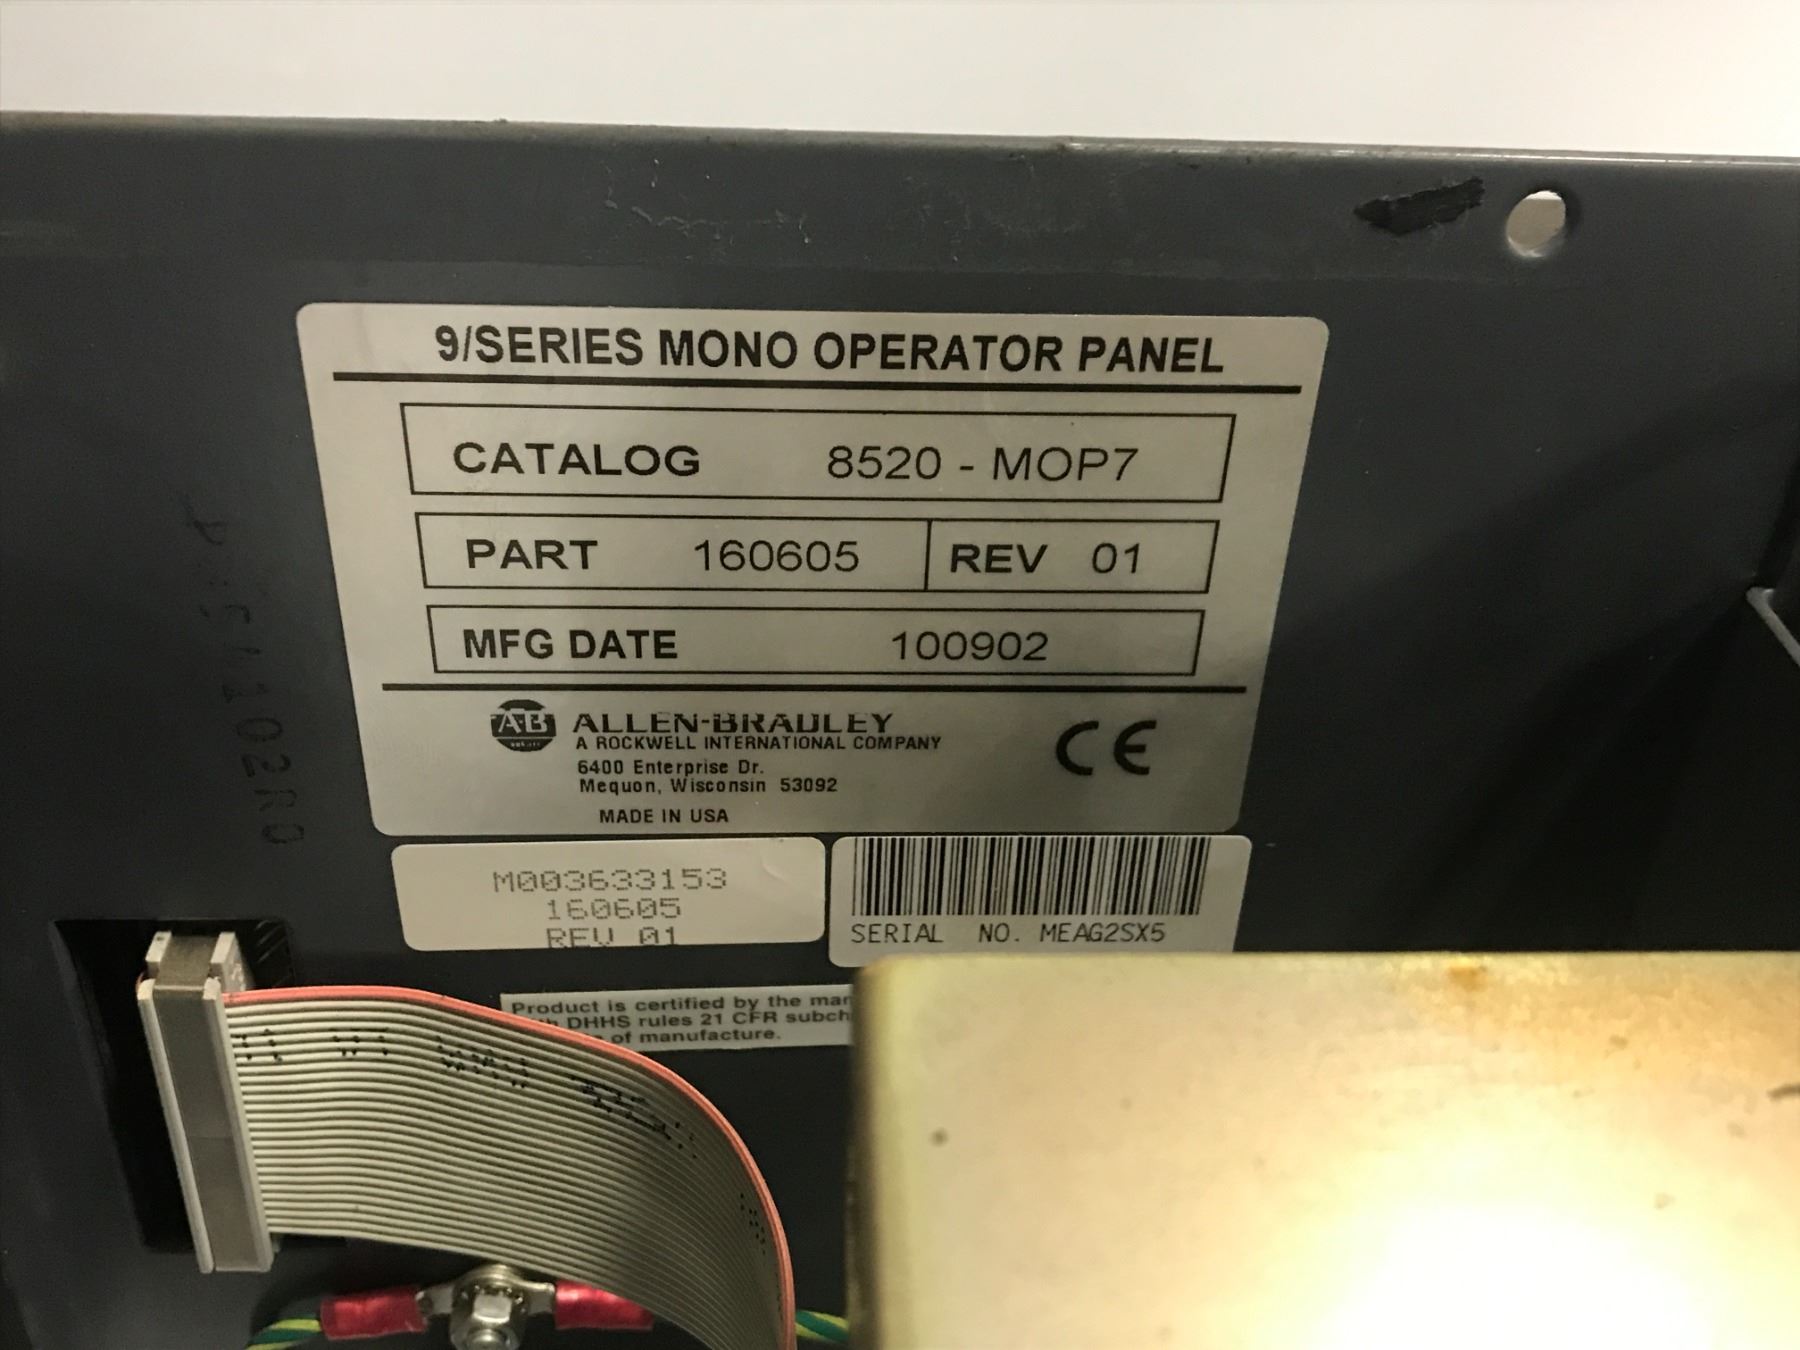 9/SERIES MONO OPERATOR PANEL
CATALOG 8520 - MOP7
PART 160605 REV 01
MFG DATE 100902
A-B
ALLEN-BRADLEY
A ROCKWELL INTERNATIONAL COMPANY
6400 Enterprise Dr.
Mequon, Wisconsin 53092
MADE IN USA
CE
M003633153
160605
REV 01
SERIAL NO. MEAG2SX5
Product is certified by the
DHHS rules 21 CFR
of manufacture.